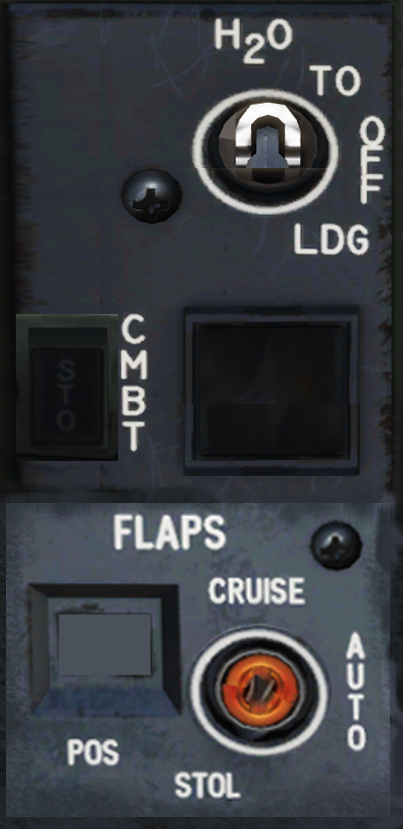 H2O
TO
OFF
LDG
CMBT
STO
FLAPS
CRUISE
AUTO
POS
STOL